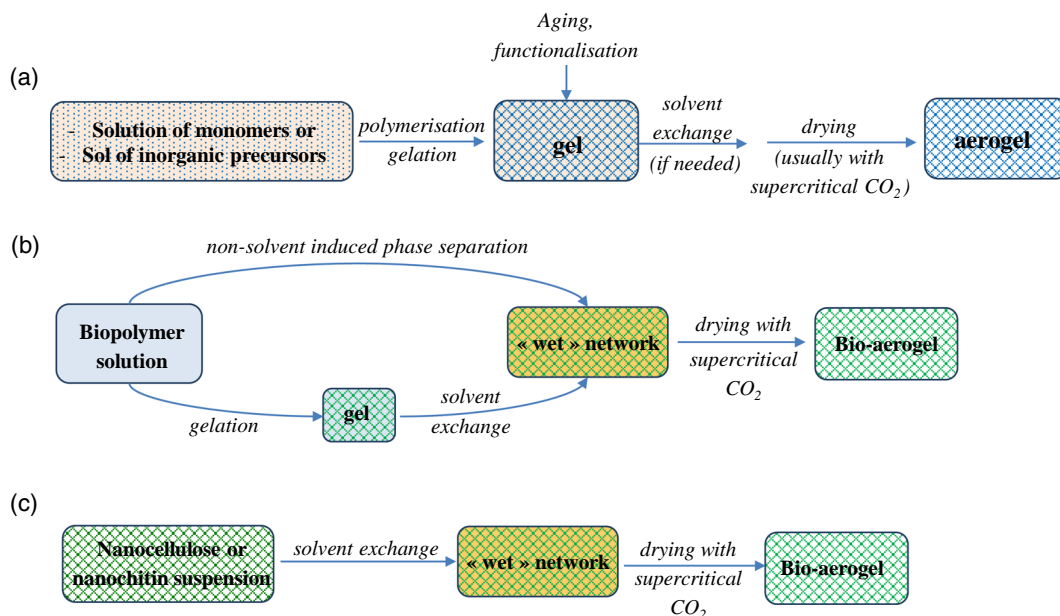 (a)
Aging,
functionalisation
- Solution of monomers or
- Sol of inorganic precursors
polymerisation
gelation
gel
solvent
exchange
(if needed)
drying
(usually with
supercritical CO₂)
aerogel
(b)
non-solvent induced phase separation
Biopolymer
solution
gelation
gel
solvent
exchange
« wet » network
drying with
supercritical
CO₂
Bio-aerogel
(c)
Nanocellulose or
nanochitin suspension
solvent exchange
« wet » network
drying with
supercritical
CO₂
Bio-aerogel